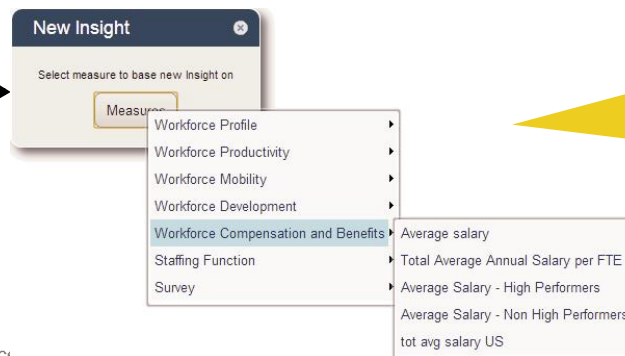 New Insight
Select measure to base new Insight on
Measures
Workforce Profile
Workforce Productivity
Workforce Mobility
Workforce Development
Workforce Compensation and Benefits
Staffing Function
Survey
Average salary
Total Average Annual Salary per FTE
Average Salary - High Performers
Average Salary - Non High Performers
tot avg salary US